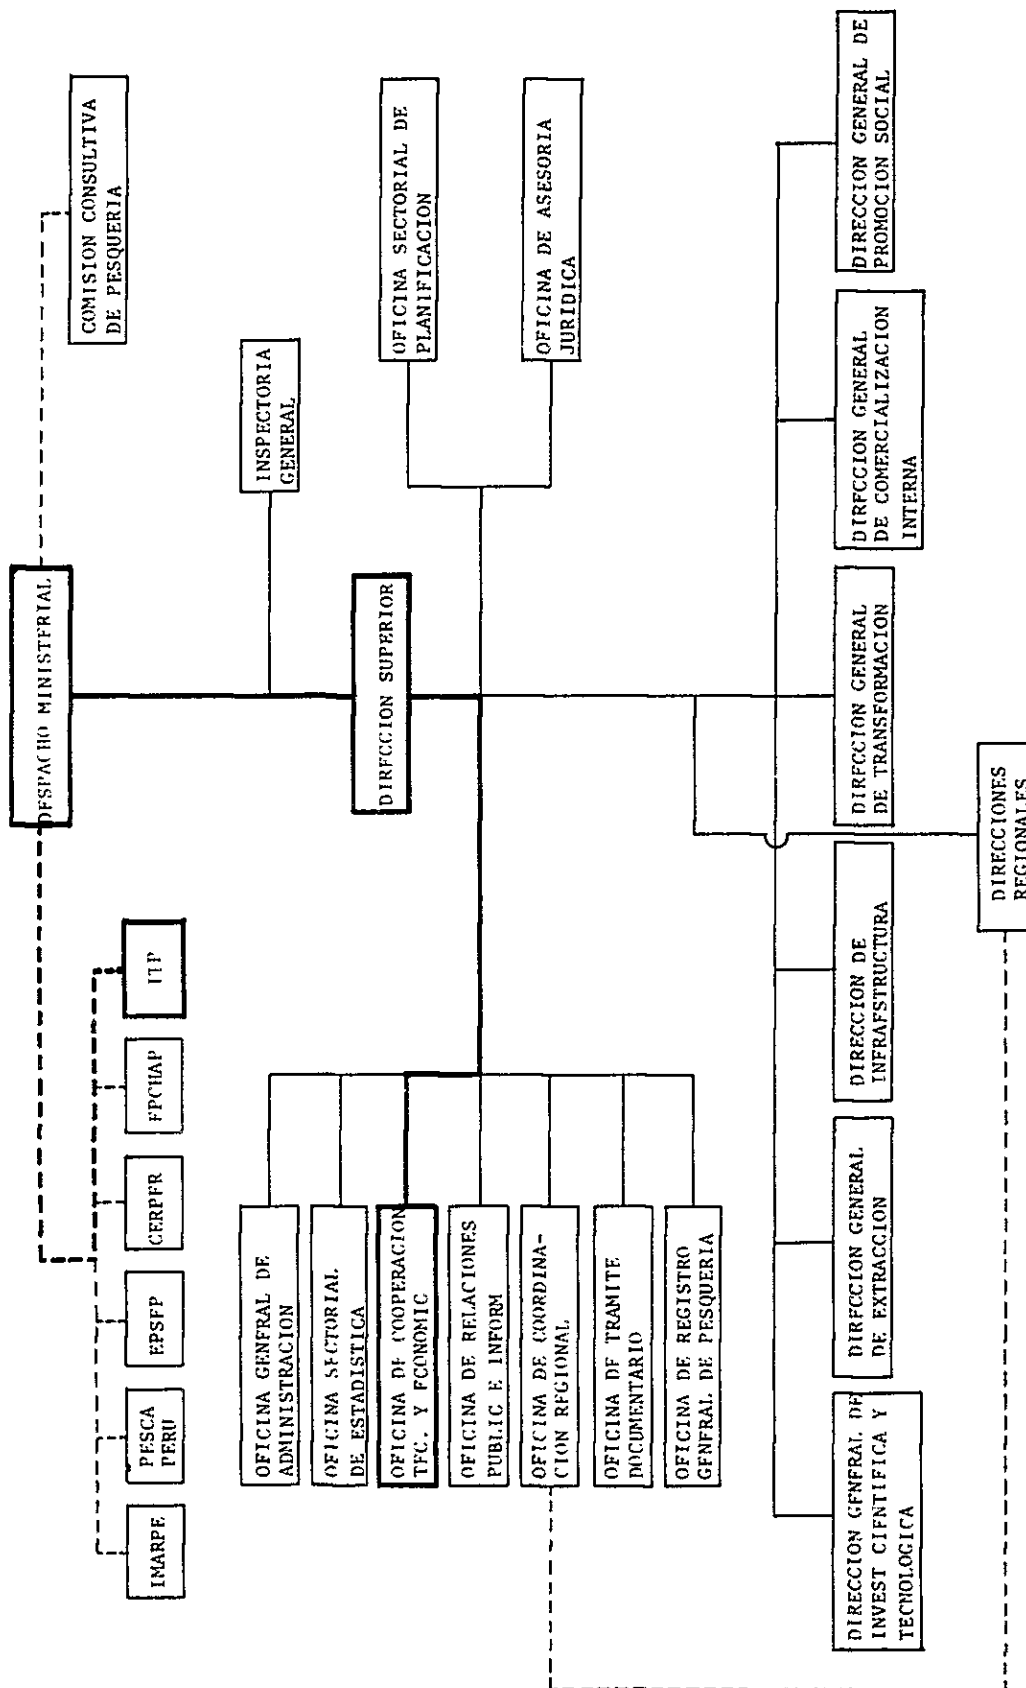 DESPACHO MINISTERIAL
COMISION CONSULTIVA
DE PESQUERIA
IMARPE
PESCA
PERU
EPSEP
CERPER
EPCHAP
ITP
INSPECTORIA
GENERAL
DIRECCION SUPERIOR
OFICINA SECTORIAL DE
PLANIFICACION
OFICINA DE ASESORIA
JURIDICA
OFICINA GENERAL DE
ADMINISTRACION
OFICINA SECTORIAL
DE ESTADISTICA
OFICINA DE COOPERACION
TEC. Y ECONOMIC
OFICINA DE RELACIONES
PUBLIC E INFORM
OFICINA DE COORDINA-
CION REGIONAL
OFICINA DE TRAMITE
DOCUMENTARIO
OFICINA DE REGISTRO
GENERAL DE PESQUERIA
DIRECCION GENERAL DE
INVEST CIENTIFICA Y
TECNOLOGICA
DIRECCION GENERAL
DE EXTRACCION
DIRECCION DE
INFRAESTRUCTURA
DIRECCION GENERAL
DE TRANSFORMACION
DIRECCION GENERAL
DE COMERCIALIZACION
INTERNA
DIRECCION GENERAL DE
PROMOCION SOCIAL
DIRECCIONES
REGIONALES